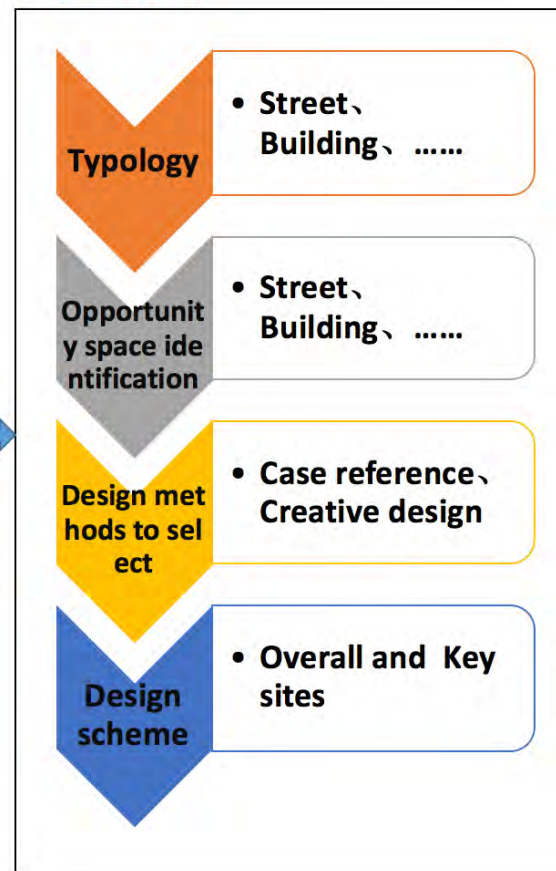 Typology
• Street、
Building、……
Opportunit
y space ide
ntification
• Street、
Building、……
Design met
hods to sel
ect
• Case reference、
Creative design
Design
scheme
• Overall and Key
sites